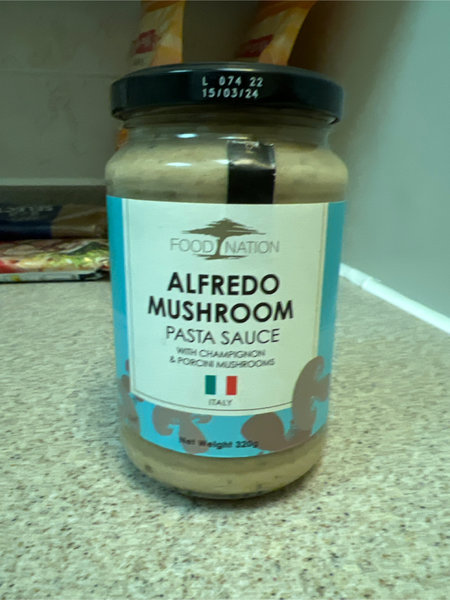 L 074 22
15/03/24
FOOD NATION
ALFREDO
MUSHROOM
PASTA SAUCE
WITH CHAMPIGNON
& PORCINI MUSHROOMS
ITALY
Net Weight 320g